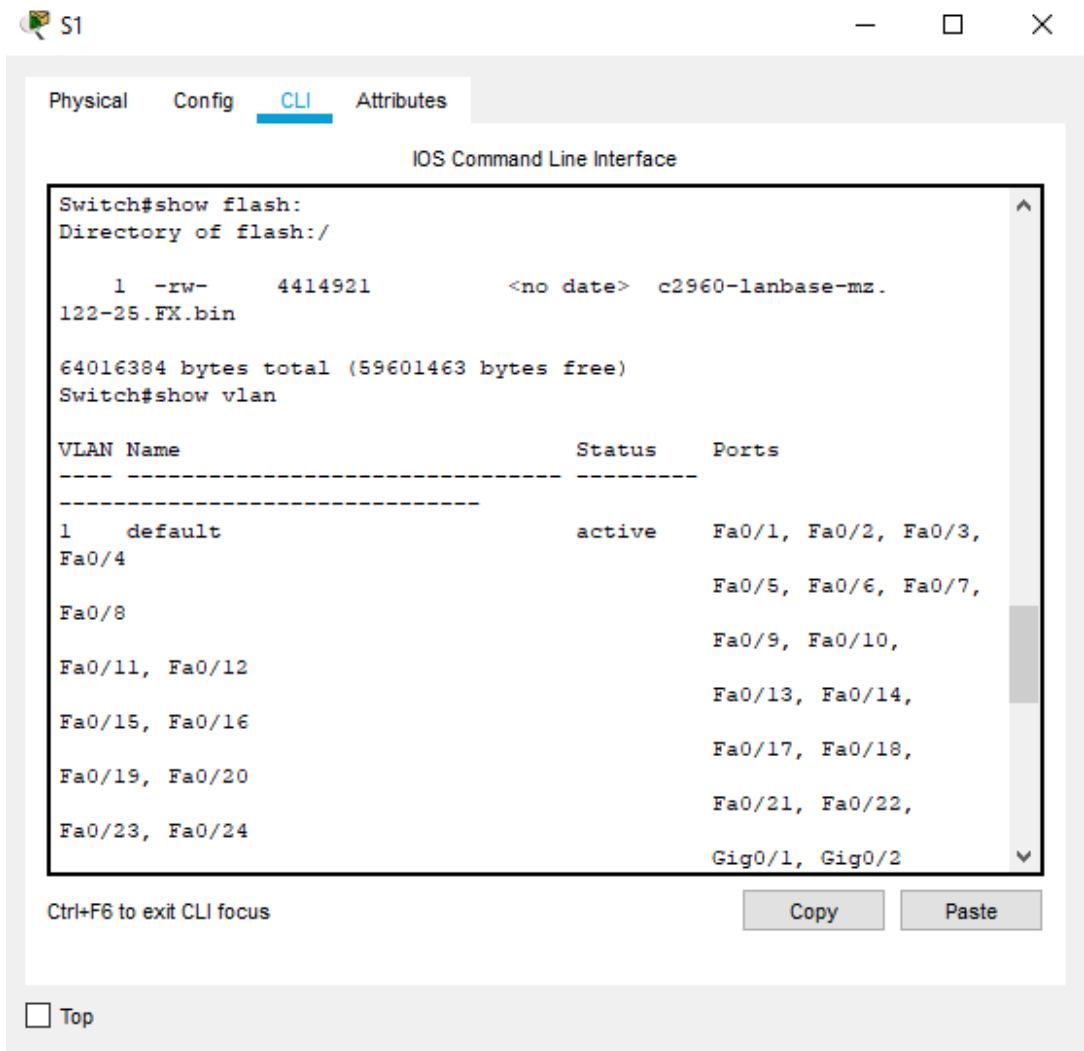 S1
Physical Config CLI Attributes
IOS Command Line Interface
Switch#show flash:
Directory of flash:/
1 -rw- 4414921 <no date> c2960-lanbase-mz.
122-25.FX.bin
64016384 bytes total (59601463 bytes free)
Switch#show vlan
VLAN Name Status Ports
---- -------------------------------- ---------
-------------------------------
1 default active Fa0/1, Fa0/2, Fa0/3,
Fa0/4
Fa0/5, Fa0/6, Fa0/7,
Fa0/8
Fa0/9, Fa0/10,
Fa0/11, Fa0/12
Fa0/13, Fa0/14,
Fa0/15, Fa0/16
Fa0/17, Fa0/18,
Fa0/19, Fa0/20
Fa0/21, Fa0/22,
Fa0/23, Fa0/24
Gig0/1, Gig0/2
Ctrl+F6 to exit CLI focus Copy Paste
Top